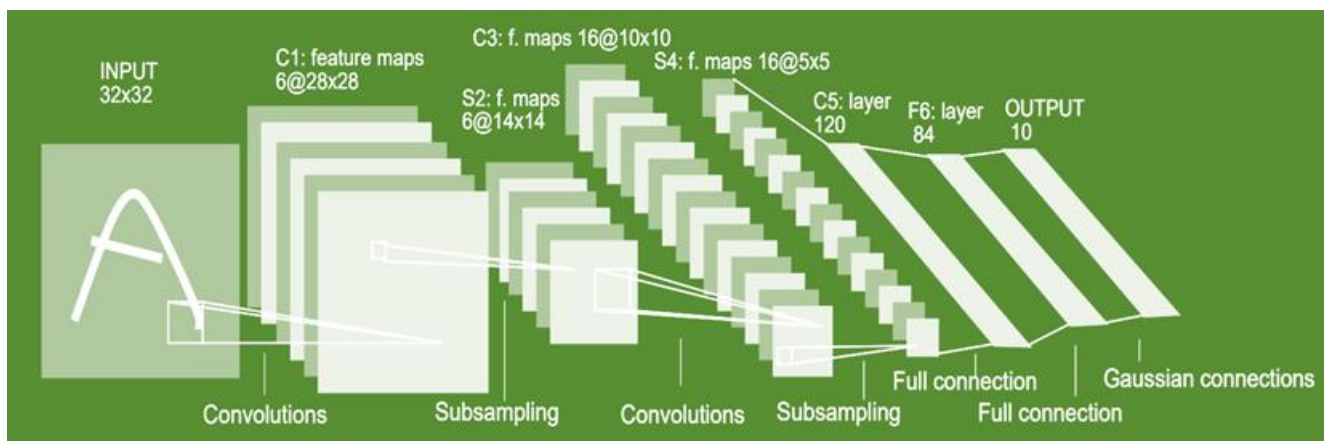 INPUT
32x32
C1: feature maps
6@28x28
S2: f. maps
6@14x14
C3: f. maps 16@10x10
S4: f. maps 16@5x5
C5: layer
120
F6: layer
84
OUTPUT
10
Convolutions
Subsampling
Convolutions
Subsampling
Full connection
Full connection
Gaussian connections